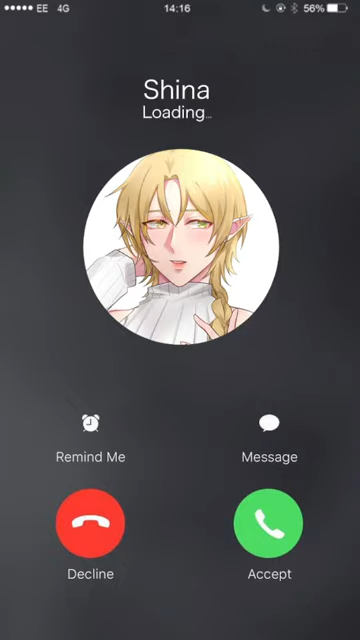 EE 4G 14:16 56%
Shina
Loading...
Remind Me Message
Decline Accept